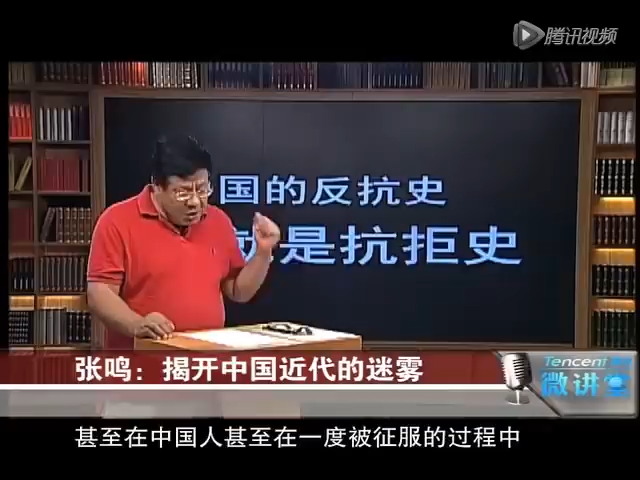 腾讯视频
国的反抗史
就是抗拒史
张鸣：揭开中国近代的迷雾
Tencent
微讲堂
甚至在中国人甚至在一度被征服的过程中